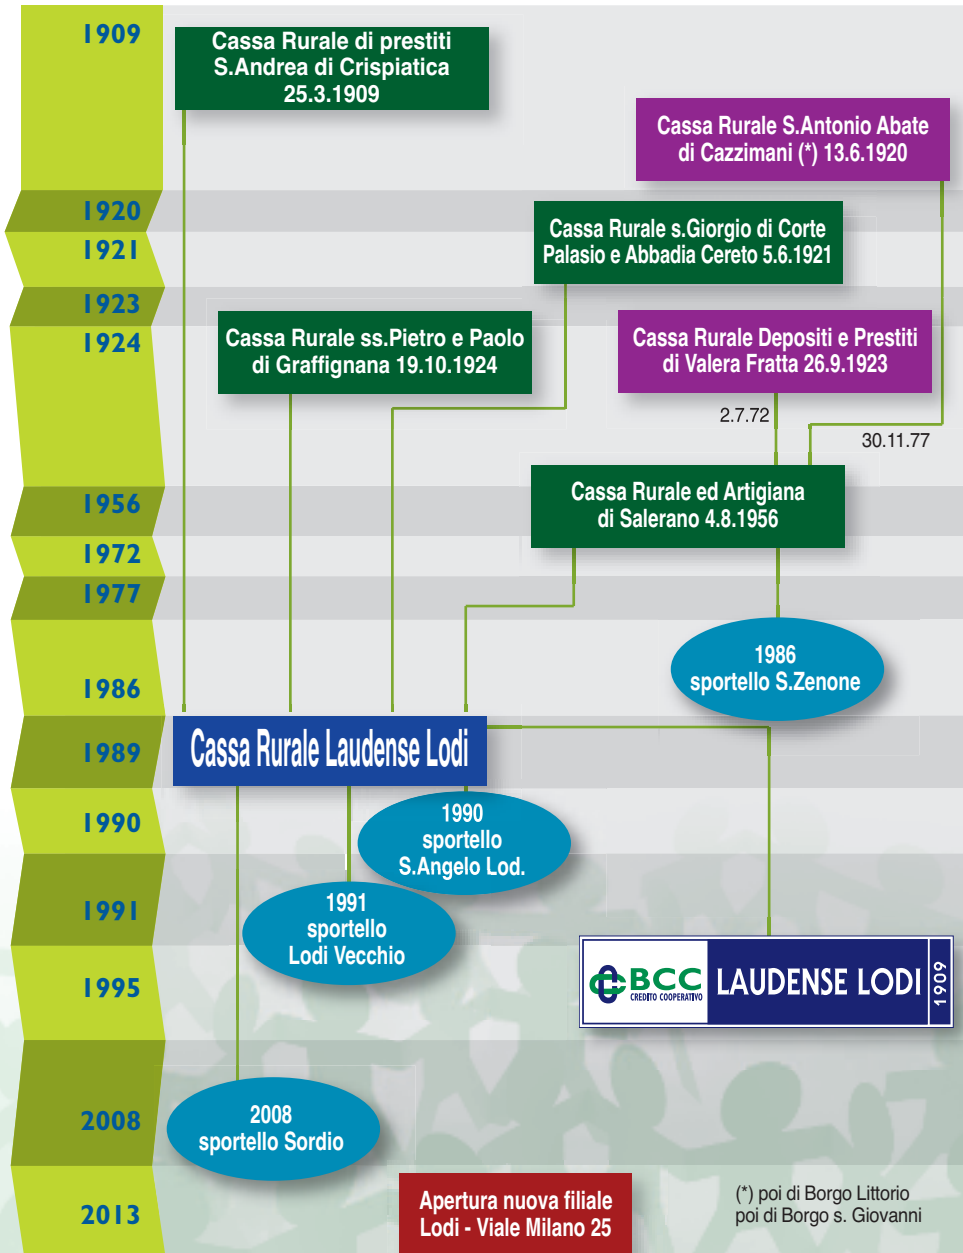 1909
Cassa Rurale di prestiti
S.Andrea di Crispiatica
25.3.1909
Cassa Rurale S.Antonio Abate
di Cazzimani (*) 13.6.1920
1920
1921
Cassa Rurale s.Giorgio di Corte
Palasio e Abbadia Cereto 5.6.1921
1923
1924
Cassa Rurale ss.Pietro e Paolo
di Graffignana 19.10.1924
Cassa Rurale Depositi e Prestiti
di Valera Fratta 26.9.1923
2.7.72
30.11.77
1956
Cassa Rurale ed Artigiana
di Salerano 4.8.1956
1972
1977
1986
1986
sportello S.Zenone
1989
Cassa Rurale Laudense Lodi
1990
1990
sportello
S.Angelo Lod.
1991
1991
sportello
Lodi Vecchio
1995
BCC
CREDITO COOPERATIVO
LAUDENSE LODI
1909
2008
2008
sportello Sordio
2013
Apertura nuova filiale
Lodi - Viale Milano 25
(*) poi di Borgo Littorio
poi di Borgo s. Giovanni